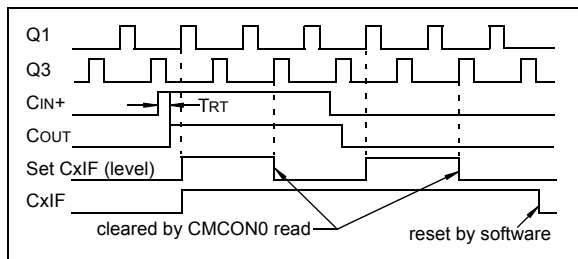 Q1
Q3
CIN+
TRT
COUT
Set CxIF (level)
CxIF
cleared by CMCON0 read
reset by software